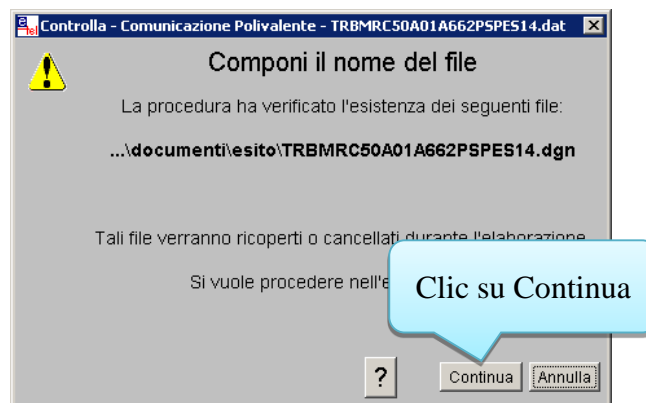 Controlla - Comunicazione Polivalente - TRBMRC50A01A662PSPES14.dat
Componi il nome del file
La procedura ha verificato l'esistenza dei seguenti file:
...\documenti\esito\TRBMRC50A01A662PSPES14.dgn
Tali file verranno ricoperti o cancellati durante l'elaborazione
Si vuole procedere nell'e
Clic su Continua
?
Continua
Annulla